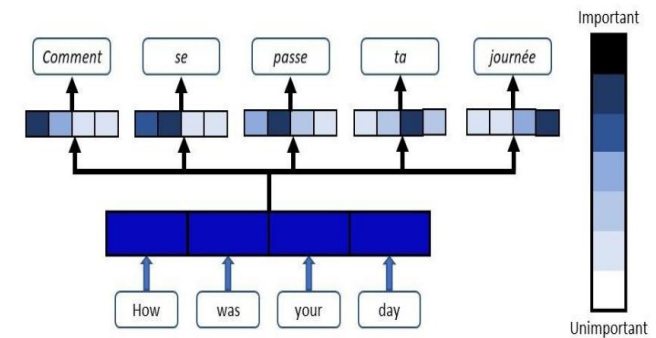 Important
Comment se passe ta journée
How was your day
Unimportant